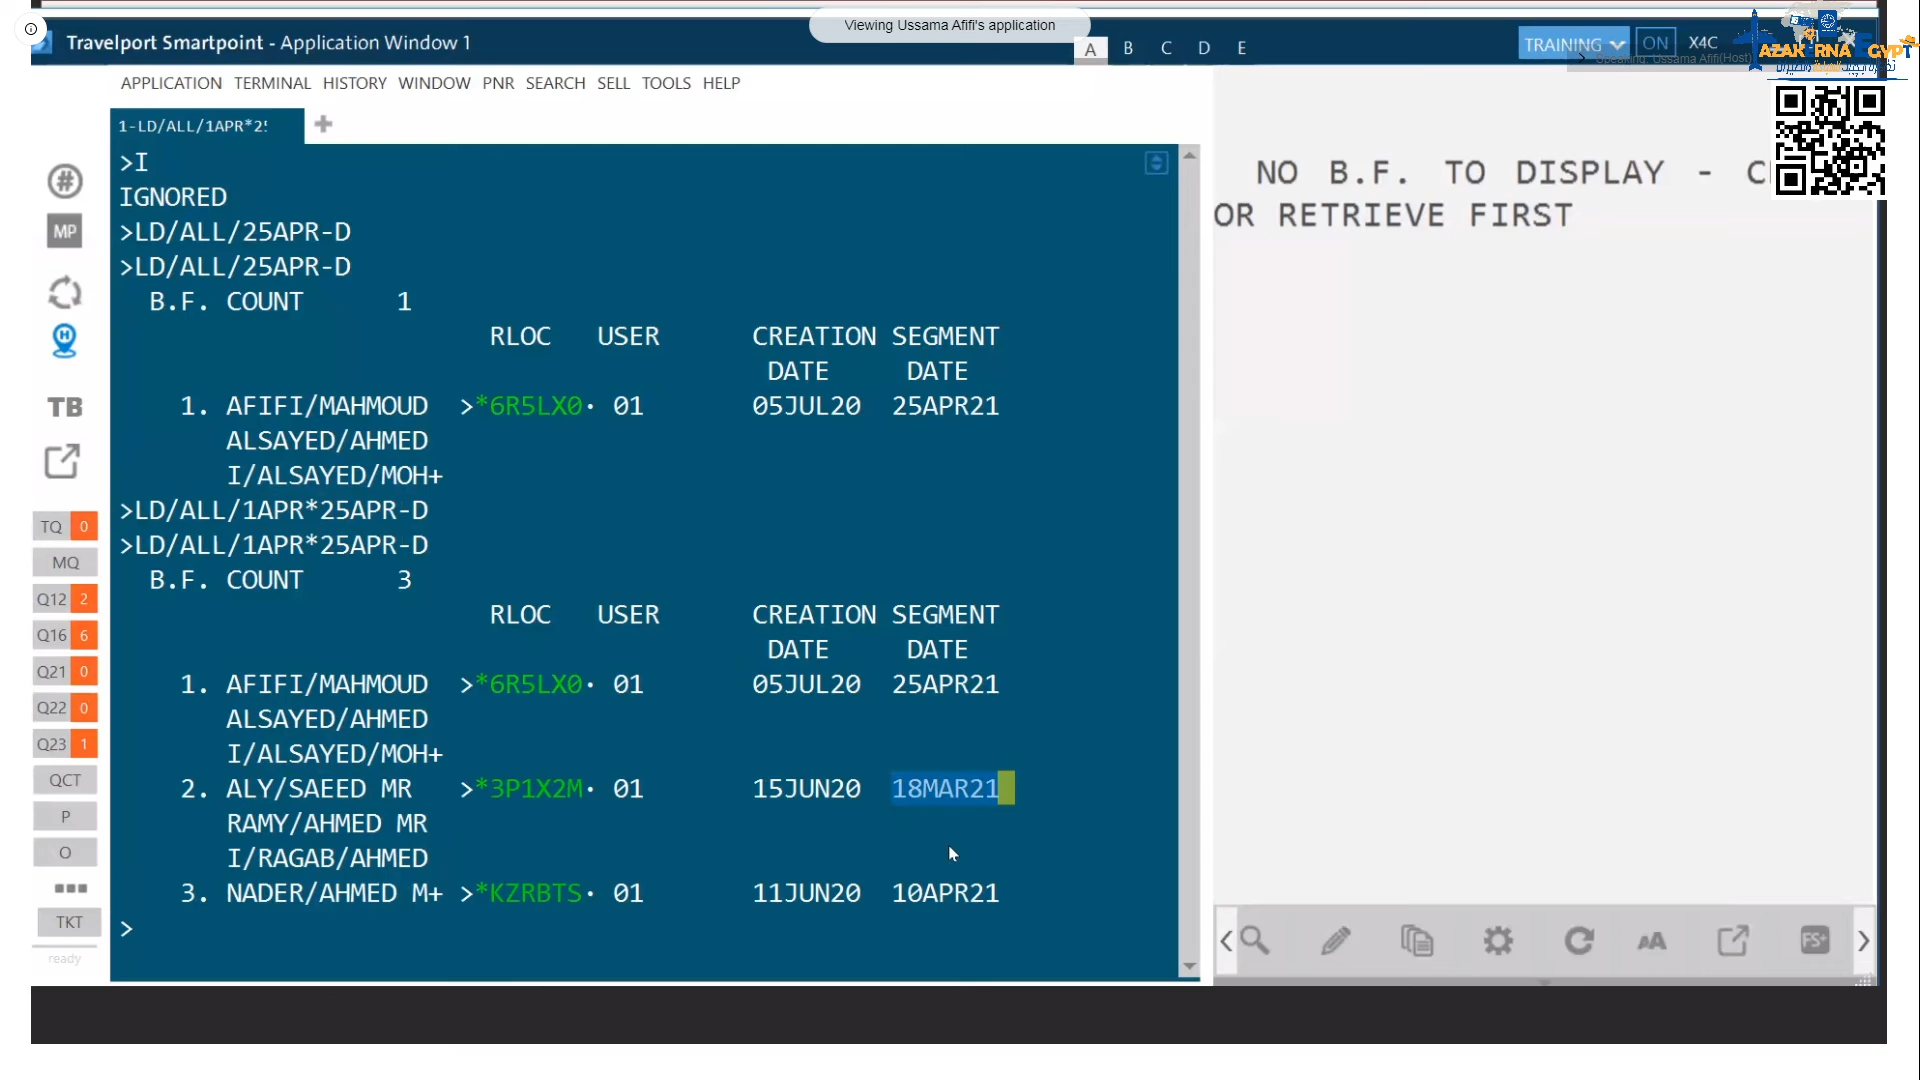 Viewing Ussama Afifi's application
Travelport Smartpoint - Application Window 1
A B C D E
TRAINING ON X4C
Speaking: Ussama Afifi(Host)
APPLICATION TERMINAL HISTORY WINDOW PNR SEARCH SELL TOOLS HELP
1-LD/ALL/1APR*2!
>I
IGNORED
>LD/ALL/25APR-D
>LD/ALL/25APR-D
B.F. COUNT 1
RLOC USER CREATION SEGMENT
DATE DATE
1. AFIFI/MAHMOUD >*6R5LX0· 01 05JUL20 25APR21
ALSAYED/AHMED
I/ALSAYED/MOH+
>LD/ALL/1APR*25APR-D
>LD/ALL/1APR*25APR-D
B.F. COUNT 3
RLOC USER CREATION SEGMENT
DATE DATE
1. AFIFI/MAHMOUD >*6R5LX0· 01 05JUL20 25APR21
ALSAYED/AHMED
I/ALSAYED/MOH+
2. ALY/SAEED MR >*3P1X2M· 01 15JUN20 18MAR21
RAMY/AHMED MR
I/RAGAB/AHMED
3. NADER/AHMED M+ >*KZRBTS· 01 11JUN20 10APR21
>
NO B.F. TO DISPLAY - C
OR RETRIEVE FIRST
MP
TB
TQ 0
MQ
Q12 2
Q16 6
Q21 0
Q22 0
Q23 1
QCT
P
O
TKT
ready
AA
FS+